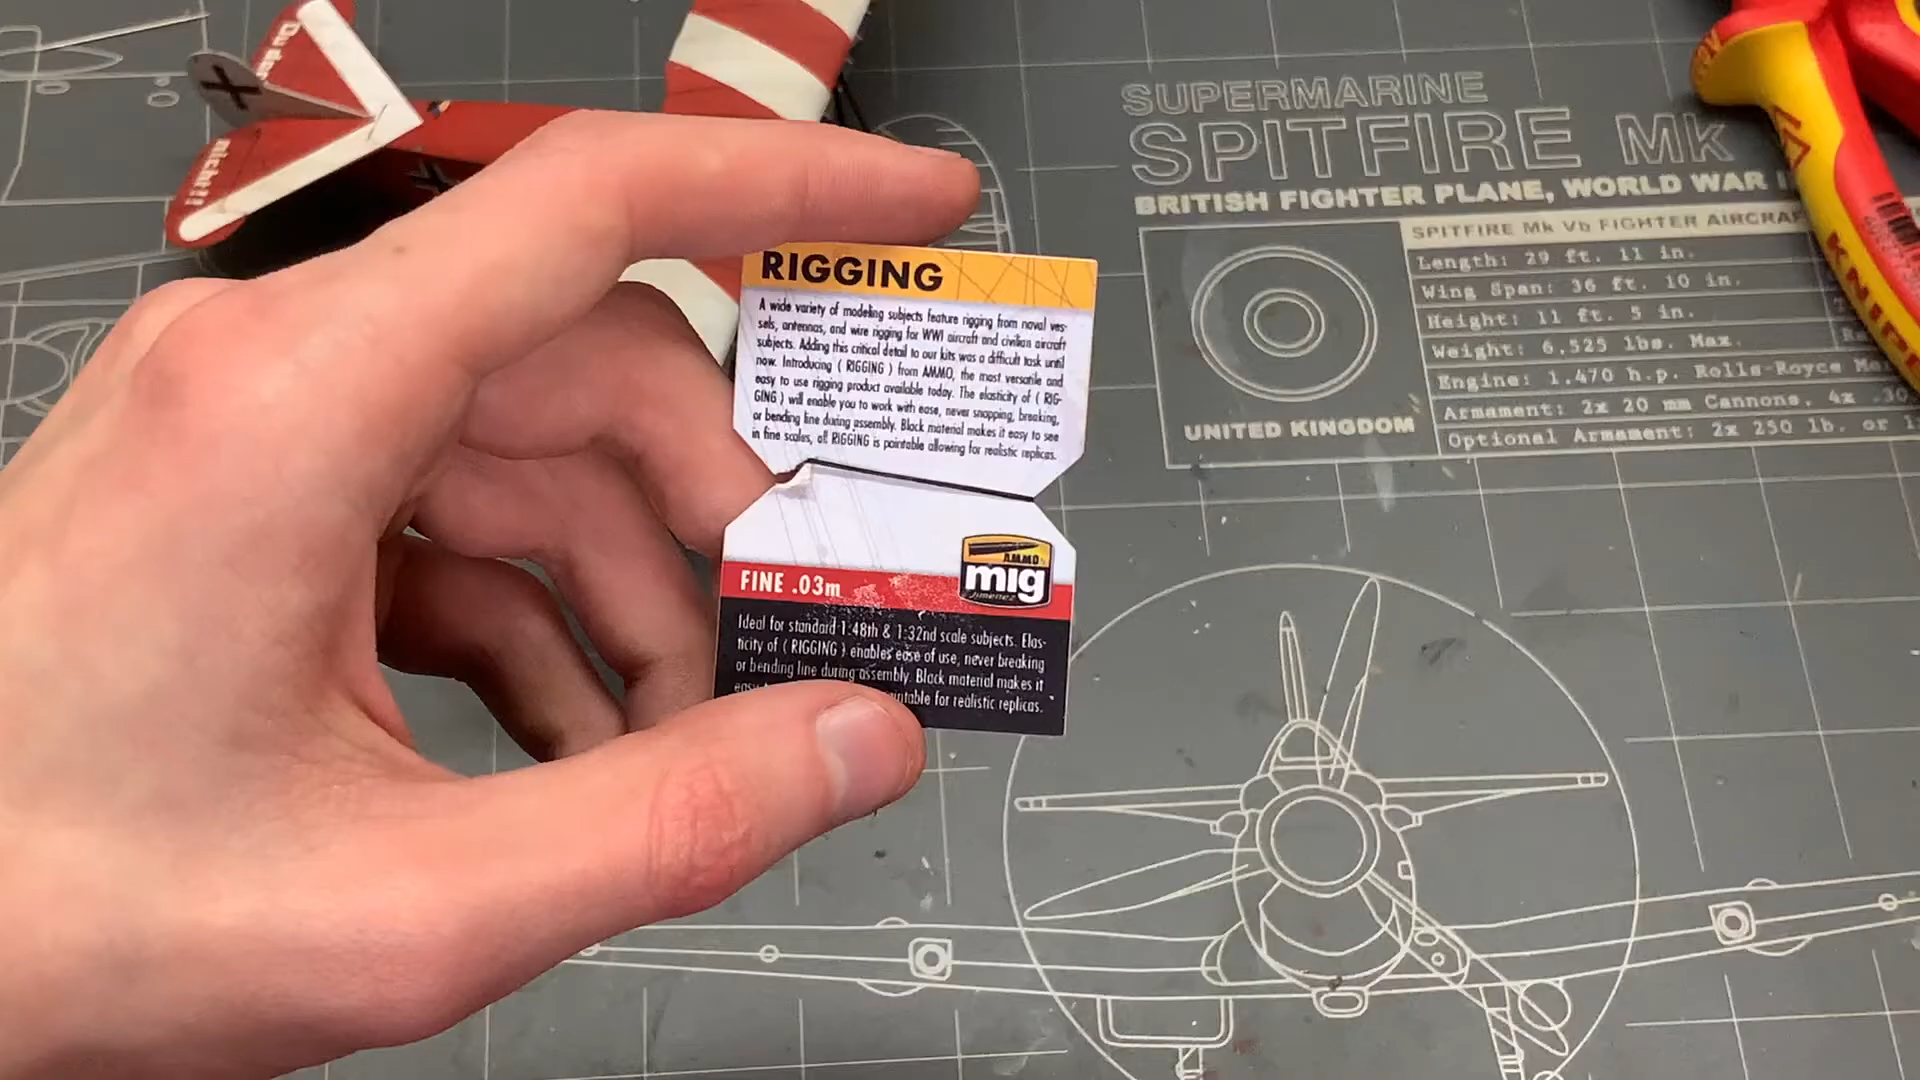 Du doch
nicht!!
RIGGING
A wide variety of modeling subjects feature rigging from naval ves-
sels, antennas, and wire rigging for WWI aircraft and civilian aircraft
subjects. Adding this critical detail to our kits was a difficult task until
now. Introducing ( RIGGING ) from AMMO, the most versatile and
easy to use rigging product available today. The elasticity of ( RIG-
GING ) will enable you to work with ease, never snapping, breaking,
or bending line during assembly. Black material makes it easy to see
in fine scales, all RIGGING is paintable allowing for realistic replicas.
AMMO
mig
Jimenez
FINE .03m
Ideal for standard 1:48th & 1:32nd scale subjects. Elas-
ticity of ( RIGGING ) enables ease of use, never breaking
or bending line during assembly. Black material makes it
for realistic replicas.
SUPERMARINE
SPITFIRE Mk
BRITISH FIGHTER PLANE, WORLD WAR
SPITFIRE Mk Vb FIGHTER
Length: 29 ft. 11 in.
Wing Span: 36 ft. 10 in.
Height: 11 ft. 5 in.
Weight: 6,525 lbs. Max.
Engine: 1,470 h.p. Rolls-Royce
Armament: 2x 20 mm Cannons, 4x
Optional Armament: 2x 250 lb. or
UNITED KINGDOM